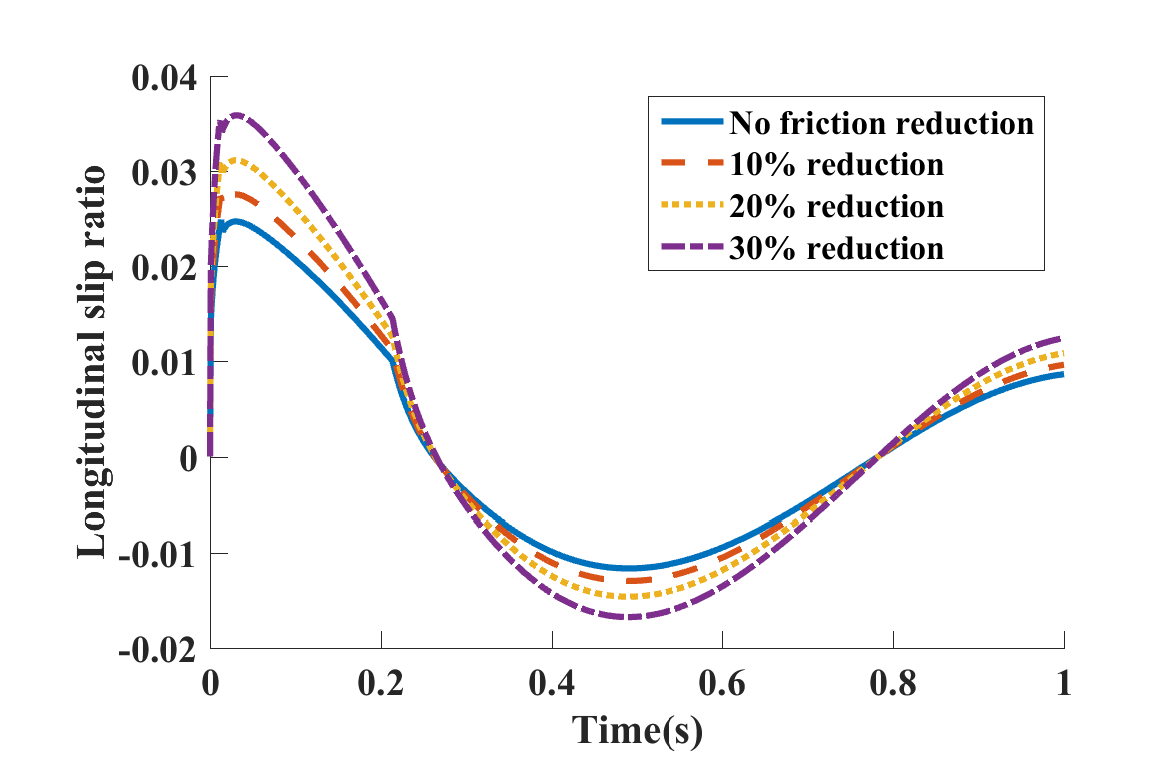 0.04
0.03
0.02
0.01
0
-0.01
-0.02
Longitudinal slip ratio
No friction reduction
10% reduction
20% reduction
30% reduction
0
0.2
0.4
0.6
0.8
1
Time(s)